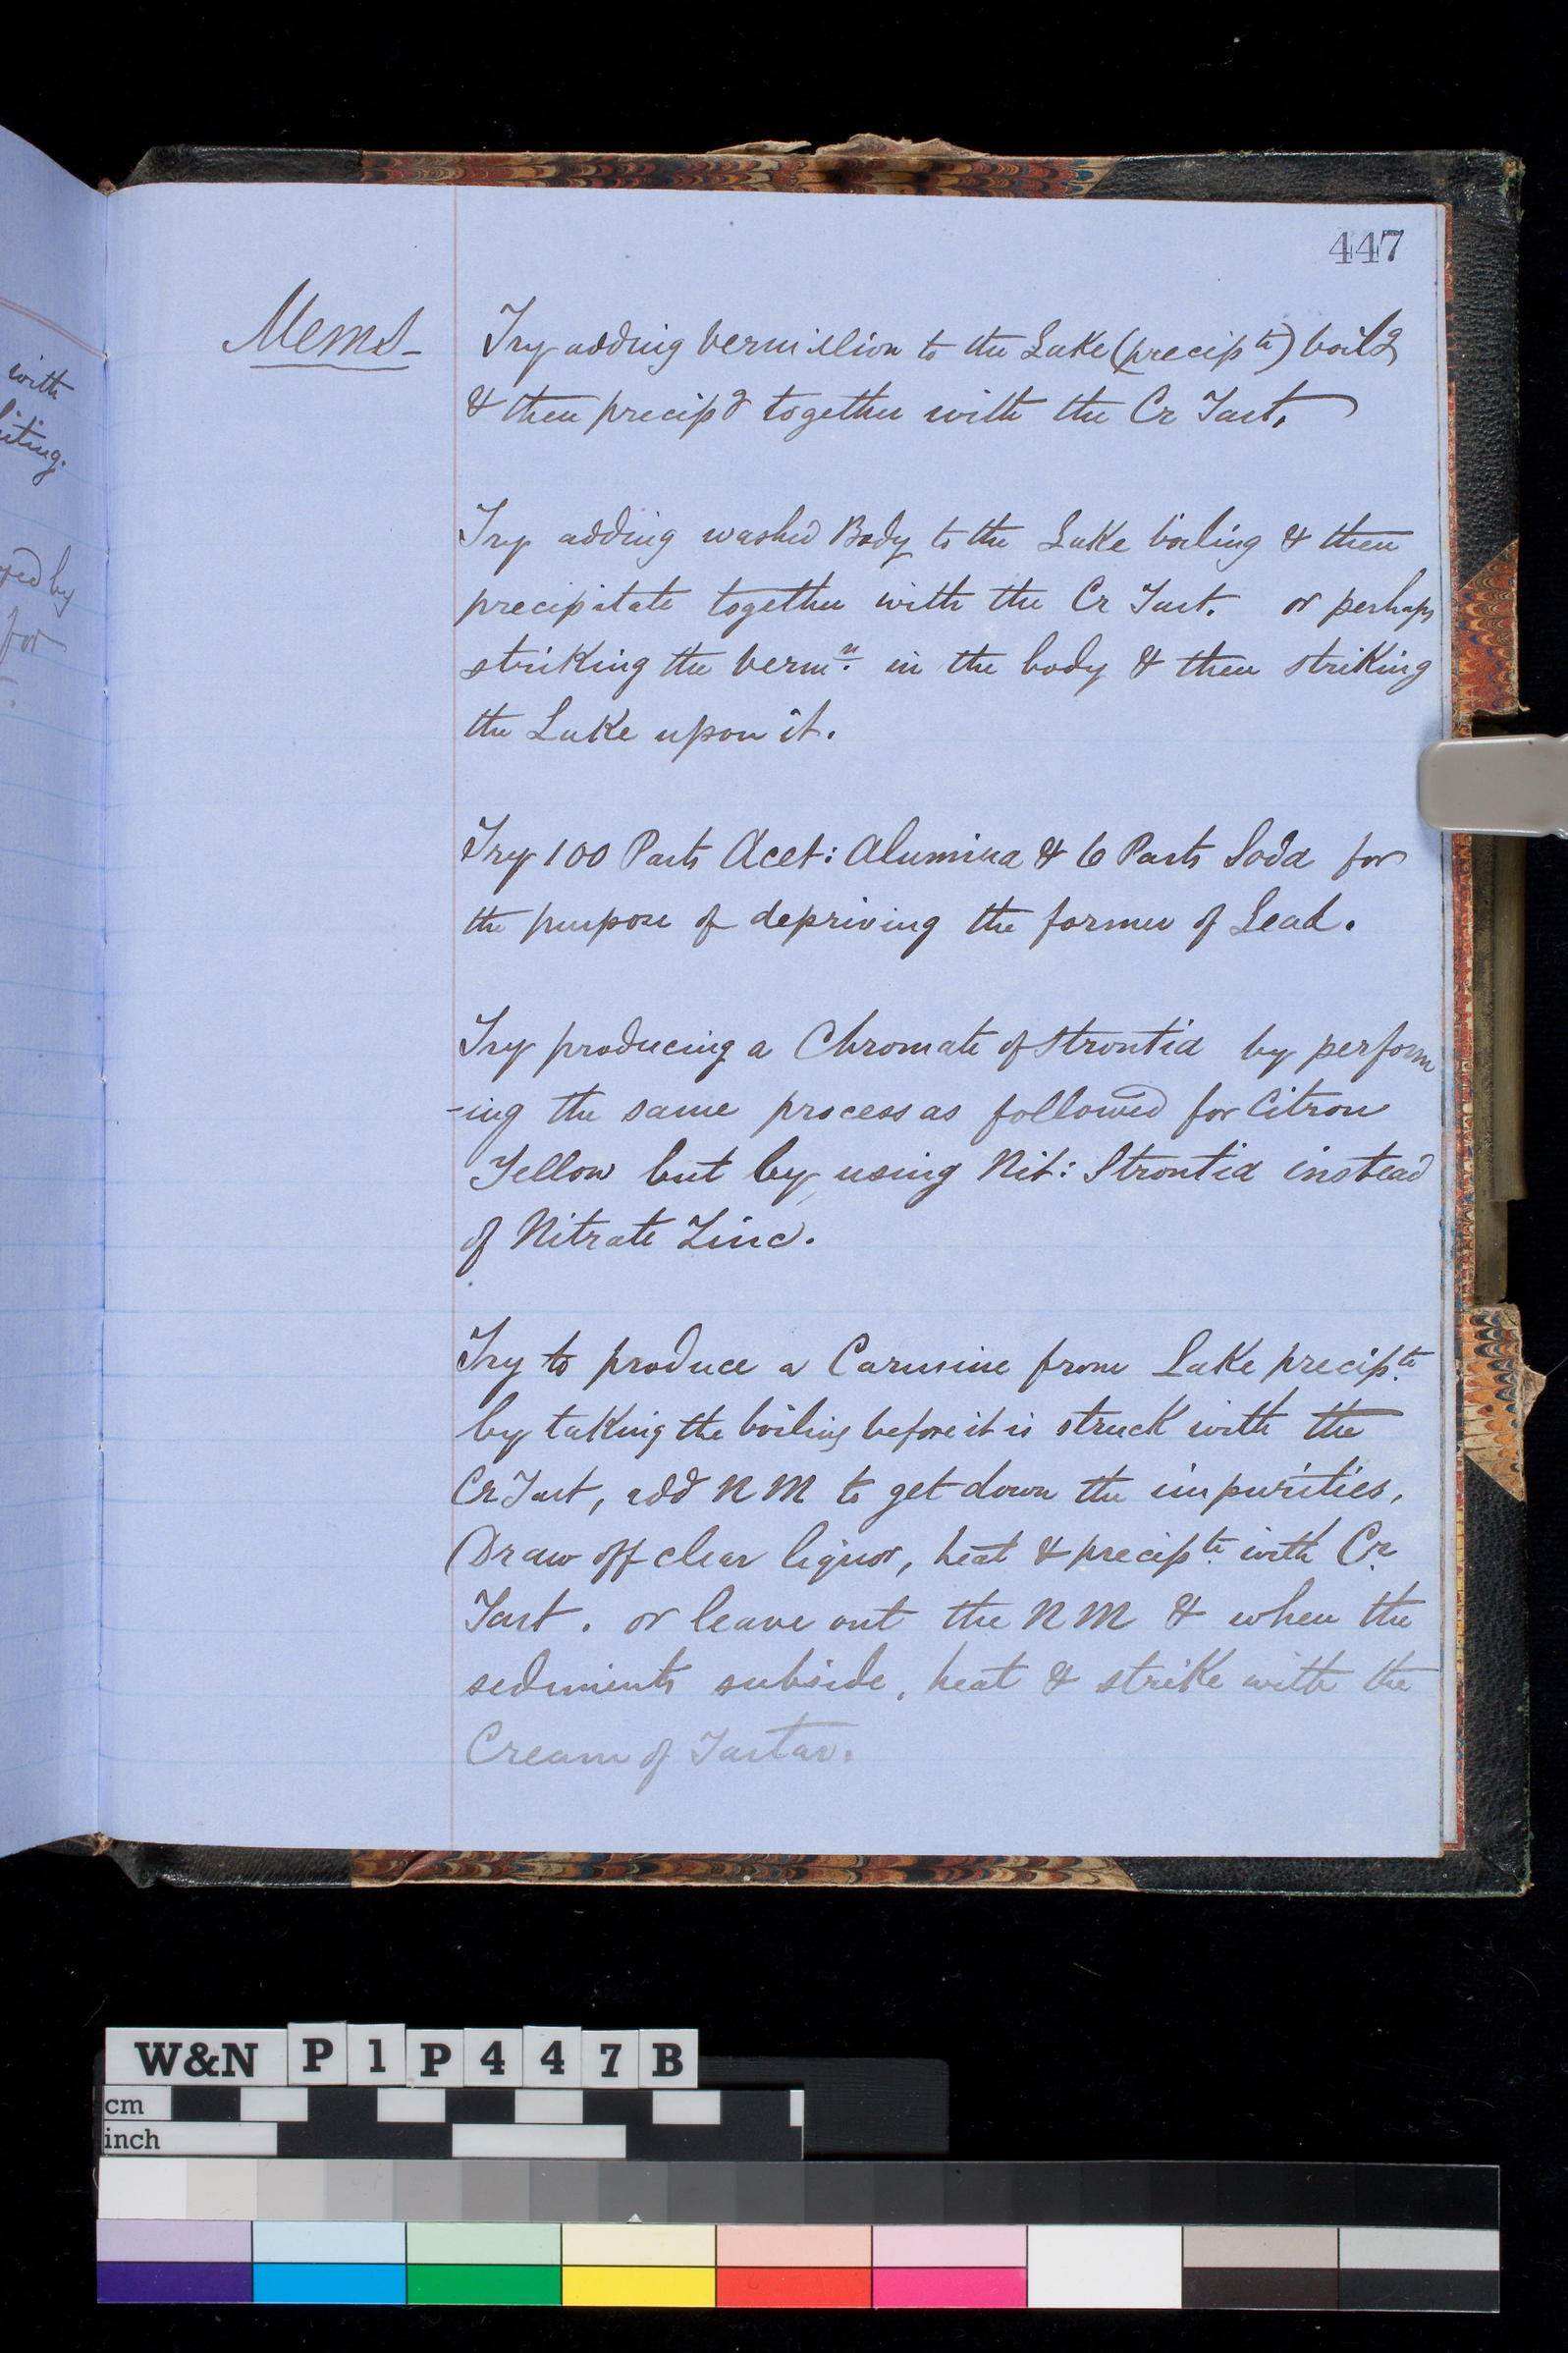 447
with
iting.
yed by
for
Mems
Try adding Vermillion to the Lake (precipte) boil&
& then precipd together with the Cr Tart.
Try adding washed Body to the Lake boiling & then
precipitate together with the Cr Tart. or perhaps
striking the Vermn. in the body & then striking
the Lake upon it.
Try 100 Parts Acet: Alumina & 6 Parts Soda for
the purpose of depriving the former of Lead.
Try producing a Chromate of Strontia by perform
-ing the same process as followed for Citron
Yellow but by using Nit: Strontia instead
of Nitrate Zinc.
Try to produce a Carmine from Lake precipte.
by taking the boiling before it is struck with the
Cr Tart, add N M to get down the impurities,
Draw off clear liquor, heat & precipte. with Cr.
Tart. or leave out the N M & when the
sediments subside, heat & strike with the
Cream of Tartar.
W&N P 1 P 4 4 7 B
cm
inch